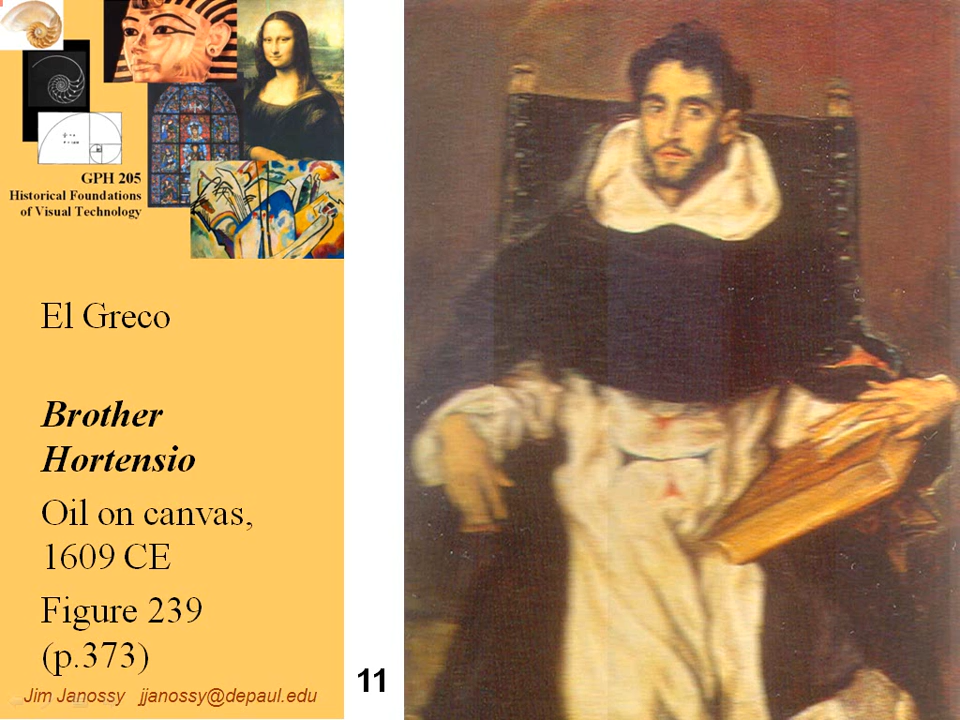 GPH 205
Historical Foundations
of Visual Technology
El Greco
Brother
Hortensio
Oil on canvas,
1609 CE
Figure 239
(p.373)
Jim Janossy jjanossy@depaul.edu
11